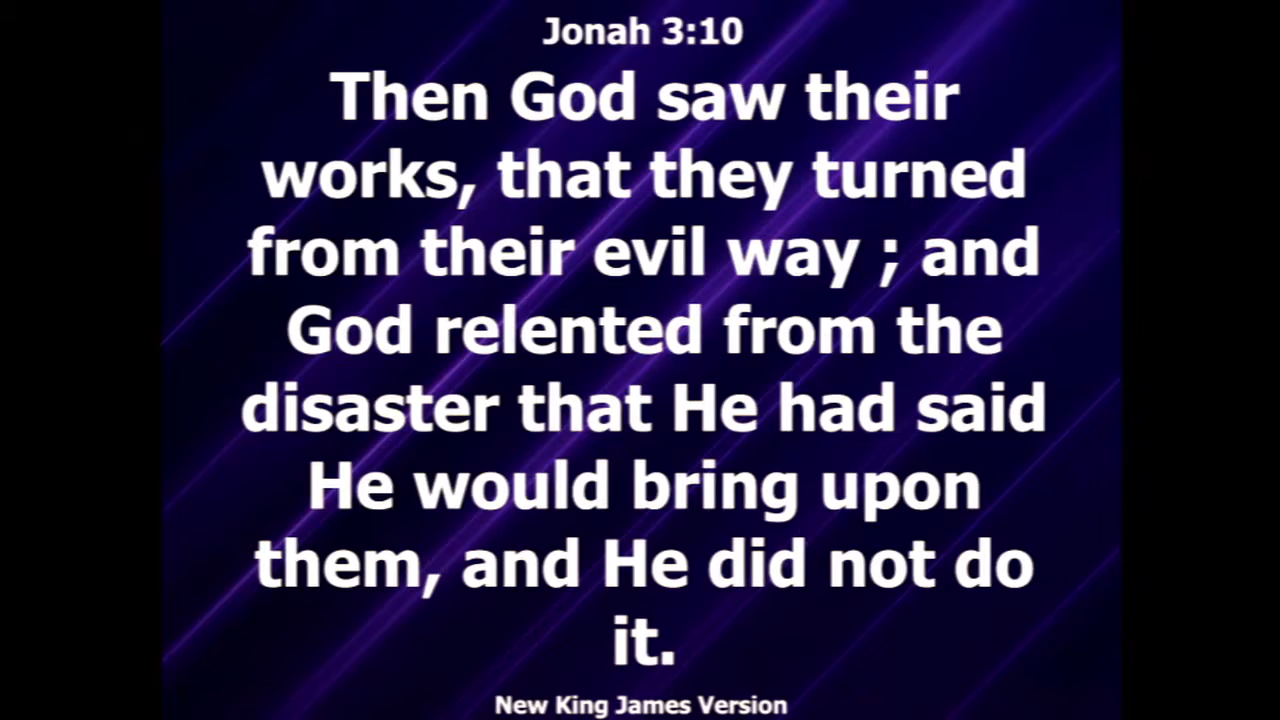 Jonah 3:10
Then God saw their
works, that they turned
from their evil way ; and
God relented from the
disaster that He had said
He would bring upon
them, and He did not do
it.
New King James Version